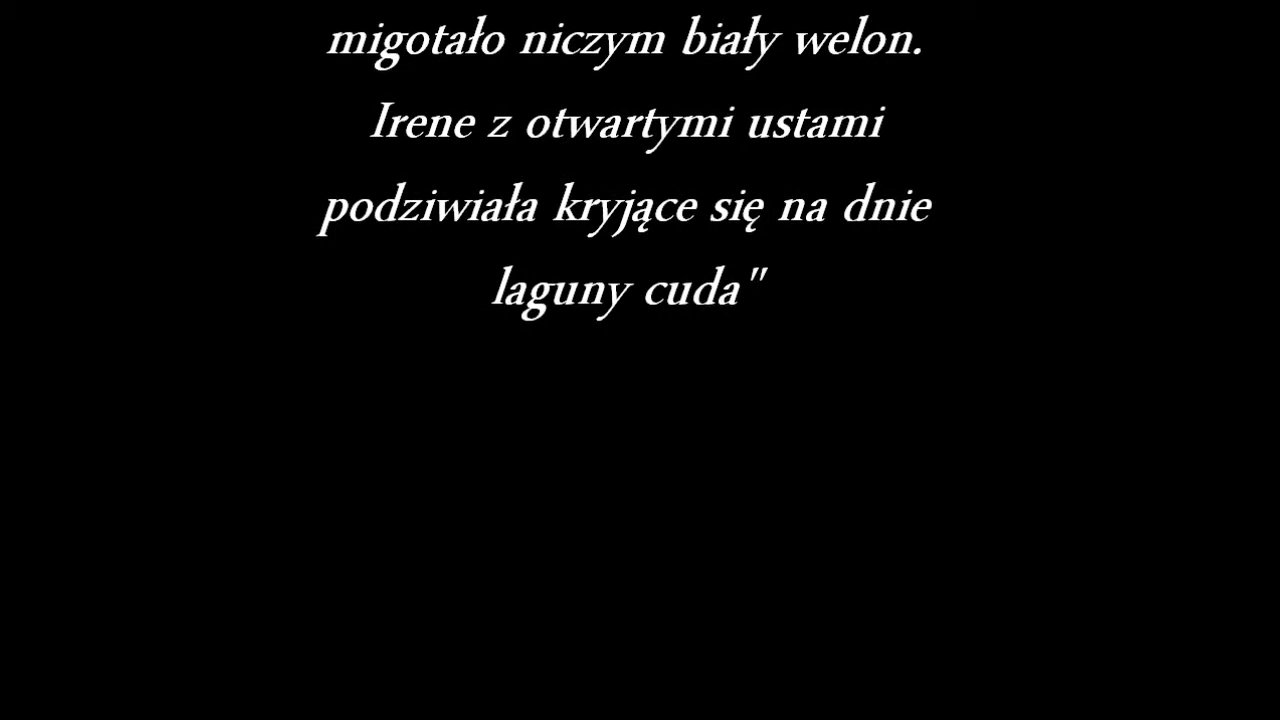 migotało niczym biały welon.
Irene z otwartymi ustami
podziwiała kryjące się na dnie
laguny cuda"